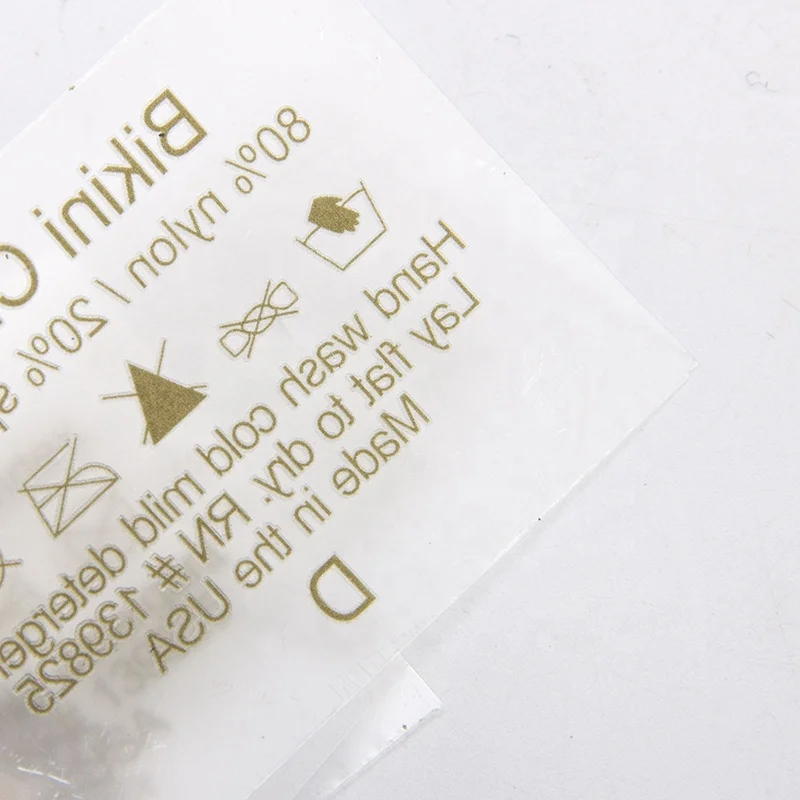 Bikini
80% nylon / 20%
Hand wash cold mild
Lay flat to dry. RN # 139825
Made in the USA
D